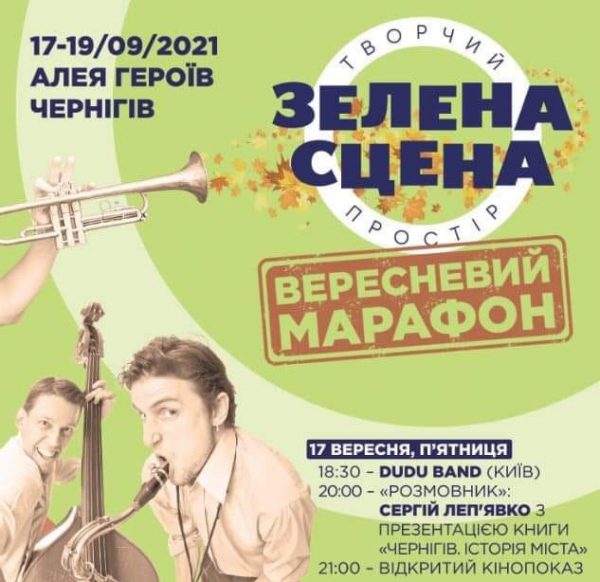 17-19/09/2021
АЛЕЯ ГЕРОЇВ
ЧЕРНІГІВ
ТВОРЧИЙ
ЗЕЛЕНА
СЦЕНА
ПРОСТІР
ВЕРЕСНЕВИЙ
МАРАФОН
17 ВЕРЕСНЯ, П'ЯТНИЦЯ
18:30 – DUDU BAND (КИЇВ)
20:00 – «РОЗМОВНИК»:
СЕРГІЙ ЛЕП'ЯВКО З
ПРЕЗЕНТАЦІЄЮ КНИГИ
«ЧЕРНІГІВ. ІСТОРІЯ МІСТА»
21:00 – ВІДКРИТИЙ КІНОПОКАЗ